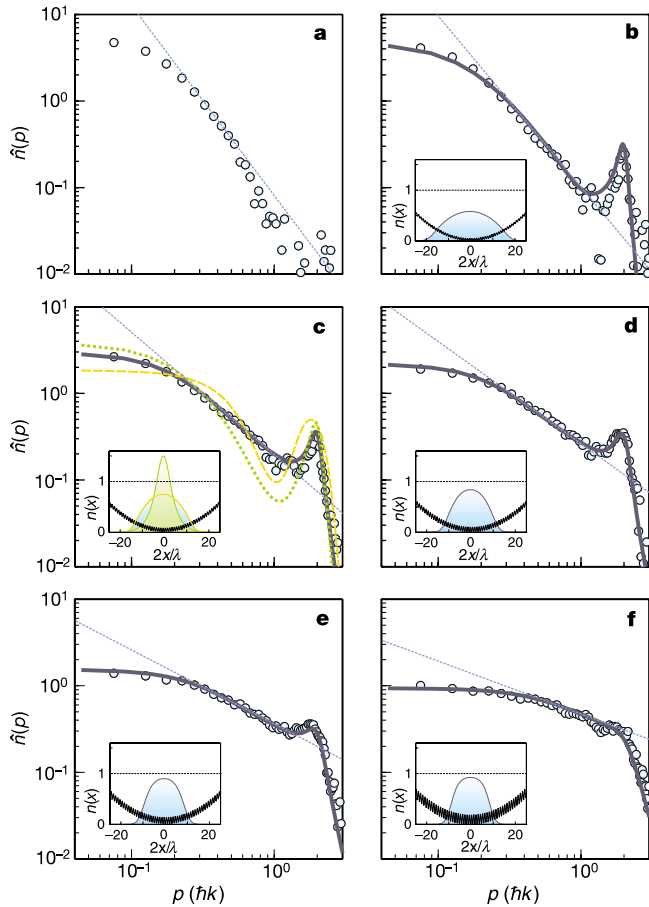 10¹
10⁰
10⁻¹
10⁻²
n̂(p)
a
b
1
0
n(x)
−20 0 20
2x/λ
10¹
10⁰
10⁻¹
10⁻²
n̂(p)
c
1
0
n(x)
−20 0 20
2x/λ
d
1
0
n(x)
−20 0 20
2x/λ
10¹
10⁰
10⁻¹
10⁻²
n̂(p)
e
1
0
n(x)
−20 0 20
2x/λ
10⁻¹ 10⁰
p (ħk)
f
1
0
n(x)
−20 0 20
2x/λ
10⁻¹ 10⁰
p (ħk)